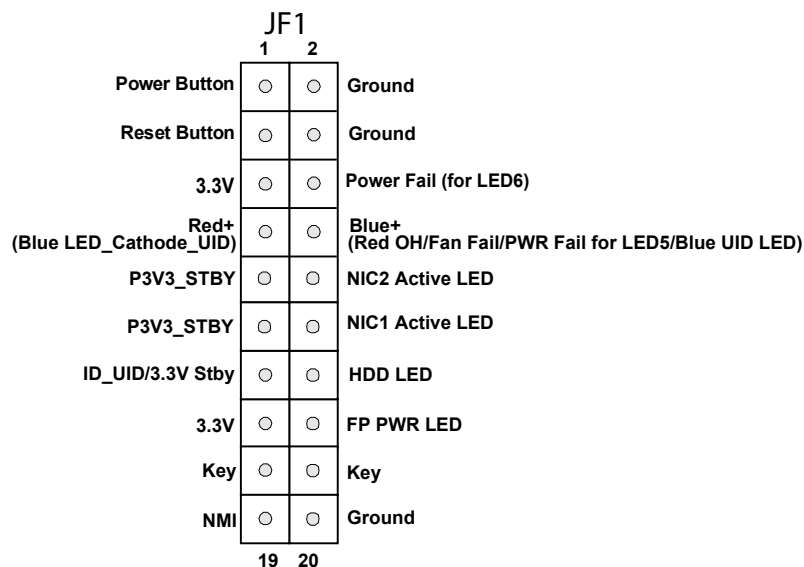 JF1
1 2
Power Button Ground
Reset Button Ground
3.3V Power Fail (for LED6)
Red+ Blue+
(Blue LED_Cathode_UID) (Red OH/Fan Fail/PWR Fail for LED5/Blue UID LED)
P3V3_STBY NIC2 Active LED
P3V3_STBY NIC1 Active LED
ID_UID/3.3V Stby HDD LED
3.3V FP PWR LED
Key Key
NMI Ground
19 20